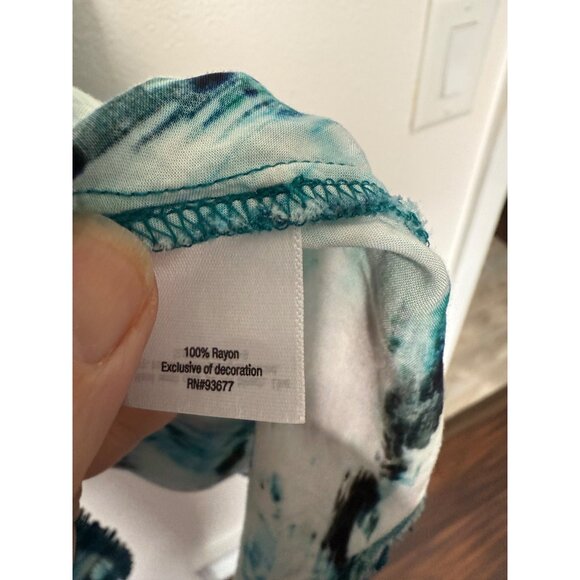 100% Rayon
Exclusive of decoration
RN#93677